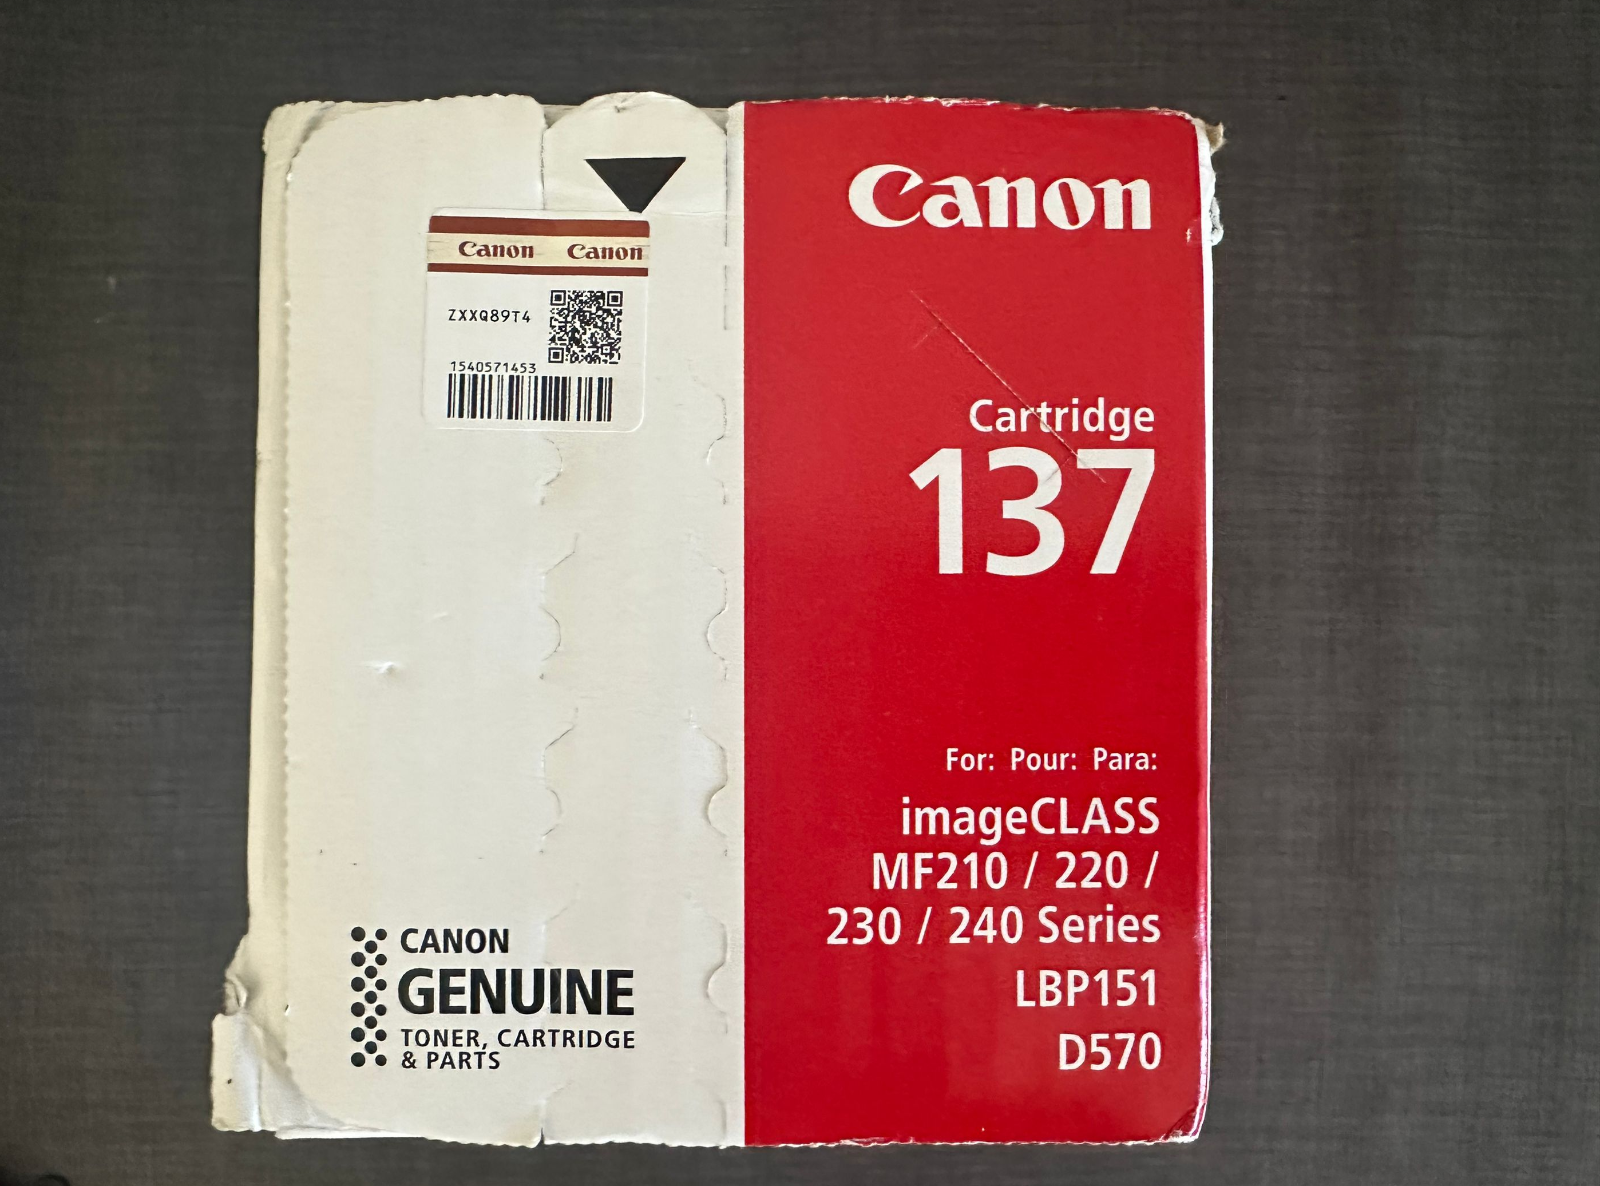 Canon Canon
ZXXQ89T4
1540571453
CANON
GENUINE
TONER, CARTRIDGE
& PARTS
Canon
Cartridge
137
For: Pour: Para:
imageCLASS
MF210 / 220 /
230 / 240 Series
LBP151
D570